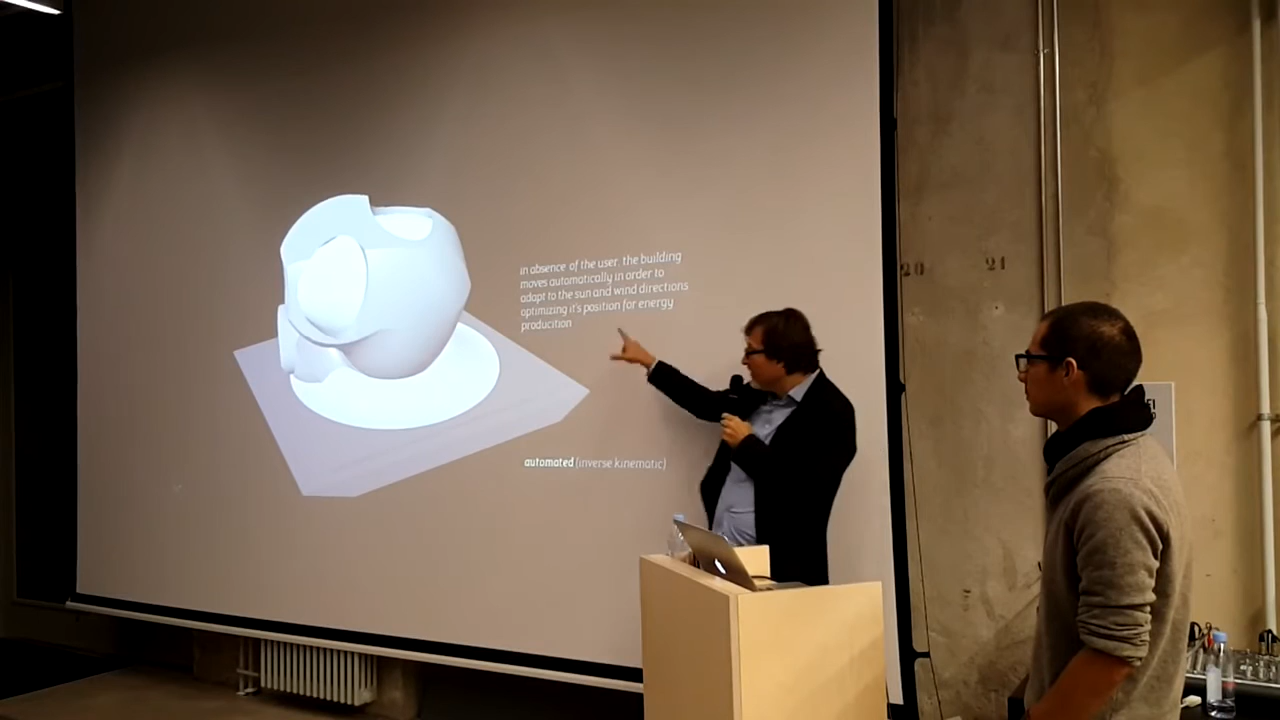 in absence of the user, the building
moves automatically in order to
adapt to the sun and wind directions
optimizing it's position for energy
producition
automated (inverse kinematic)
20 21